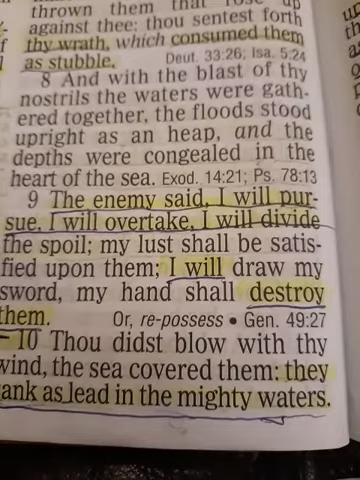 thrown them that rose up
against thee: thou sentest forth
thy wrath, which consumed them
as stubble. Deut. 33:26; Isa. 5:24
8 And with the blast of thy
nostrils the waters were gath-
ered together, the floods stood
upright as an heap, and the
depths were congealed in the
heart of the sea. Exod. 14:21; Ps. 78:13
9 The enemy said, I will pur-
sue, I will overtake, I will divide
the spoil; my lust shall be satis-
fied upon them; I will draw my
sword, my hand shall destroy
them. Or, re-possess • Gen. 49:27
10 Thou didst blow with thy
wind, the sea covered them: they
ank as lead in the mighty waters.